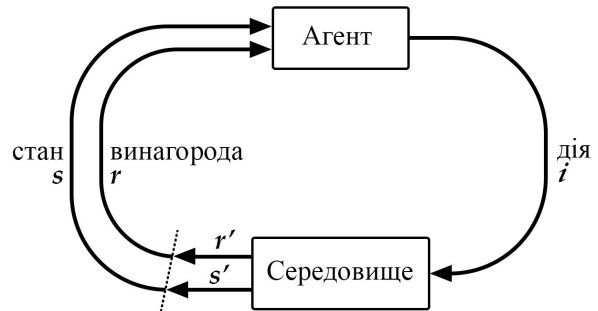 Агент
стан
s
винагорода
r
дія
i
r′
s′
Середовище